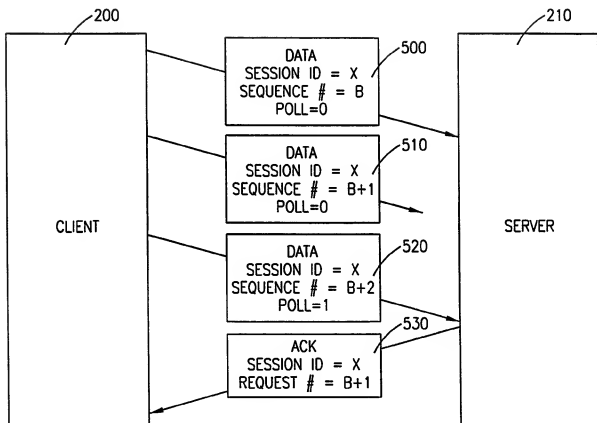 200
210
DATA
SESSION ID = X
SEQUENCE # = B
POLL=0
500
DATA
SESSION ID = X
SEQUENCE # = B+1
POLL=0
510
CLIENT
SERVER
DATA
SESSION ID = X
SEQUENCE # = B+2
POLL=1
520
ACK
SESSION ID = X
REQUEST # = B+1
530